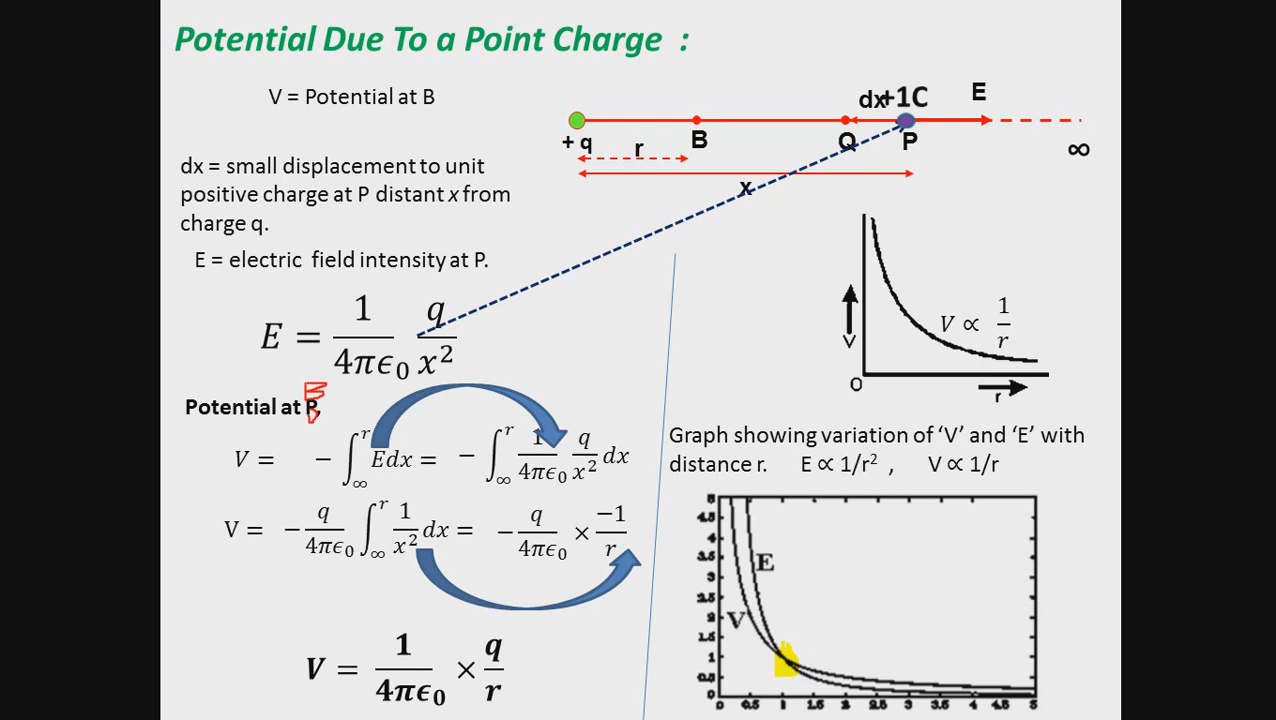 Potential Due To a Point Charge :
V = Potential at B
dx +1C E
+ q r B Q P ∞
x
dx = small displacement to unit
positive charge at P distant x from
charge q.
E = electric field intensity at P.
E = 1/4πϵ₀ q/x²
V
V ∝ 1/r
O r
Potential at P,
V = − ∫∞^r Edx = − ∫∞^r 1/4πϵ₀ q/x² dx
V = − q/4πϵ₀ ∫∞^r 1/x² dx = − q/4πϵ₀ × −1/r
V = 1/4πϵ₀ × q/r
Graph showing variation of ‘V’ and ‘E’ with
distance r. E ∝ 1/r² , V ∝ 1/r
5
4.5
4
3.5
3
2.5
2
1.5
1
0.5
0
E
V
0 0.5 1 1.5 2 2.5 3 3.5 4 4.5 5